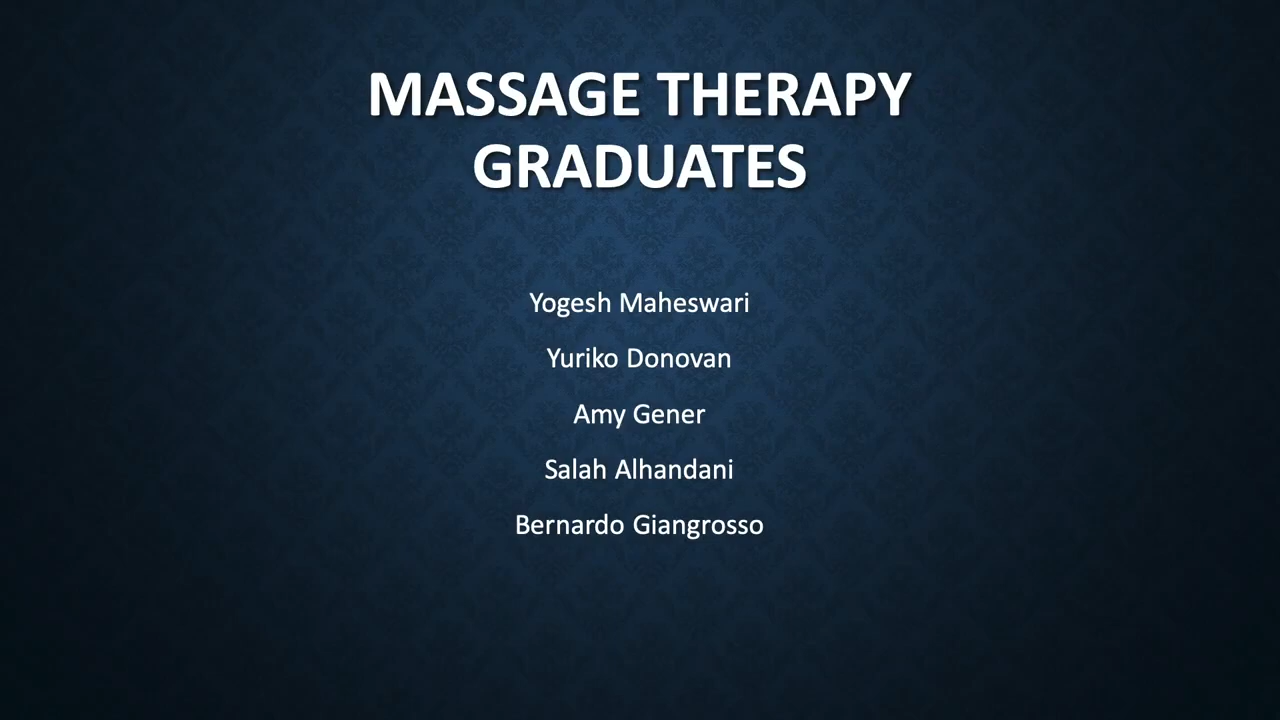 MASSAGE THERAPY
GRADUATES
Yogesh Maheswari
Yuriko Donovan
Amy Gener
Salah Alhandani
Bernardo Giangrosso